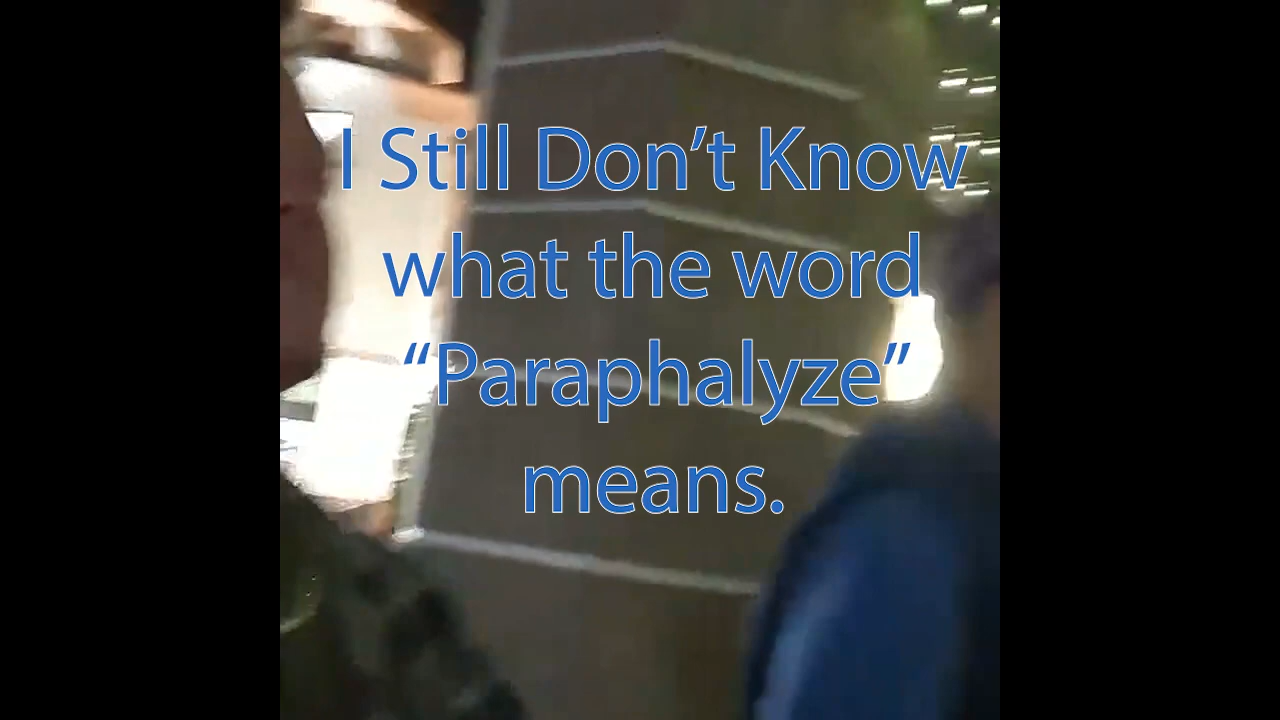 I Still Don’t Know
what the word
“Paraphalyze”
means.